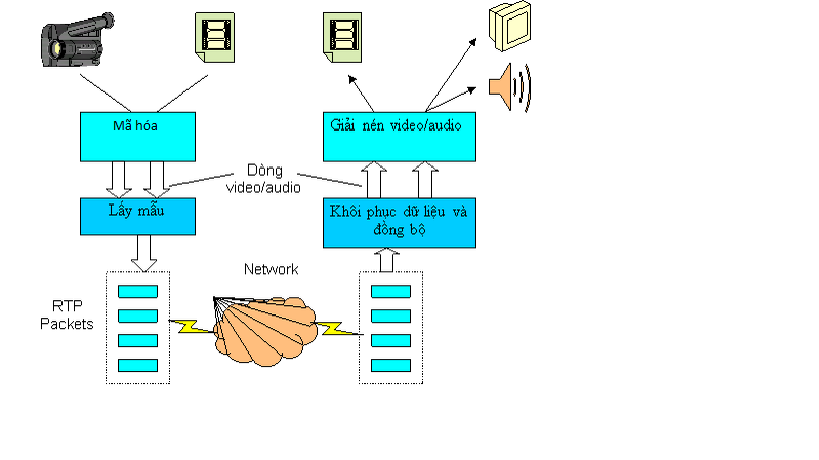 Mã hóa
Giải nén video/audio
Dòng
video/audio
Lấy mẫu
Khôi phục dữ liệu và
đồng bộ
Network
RTP
Packets